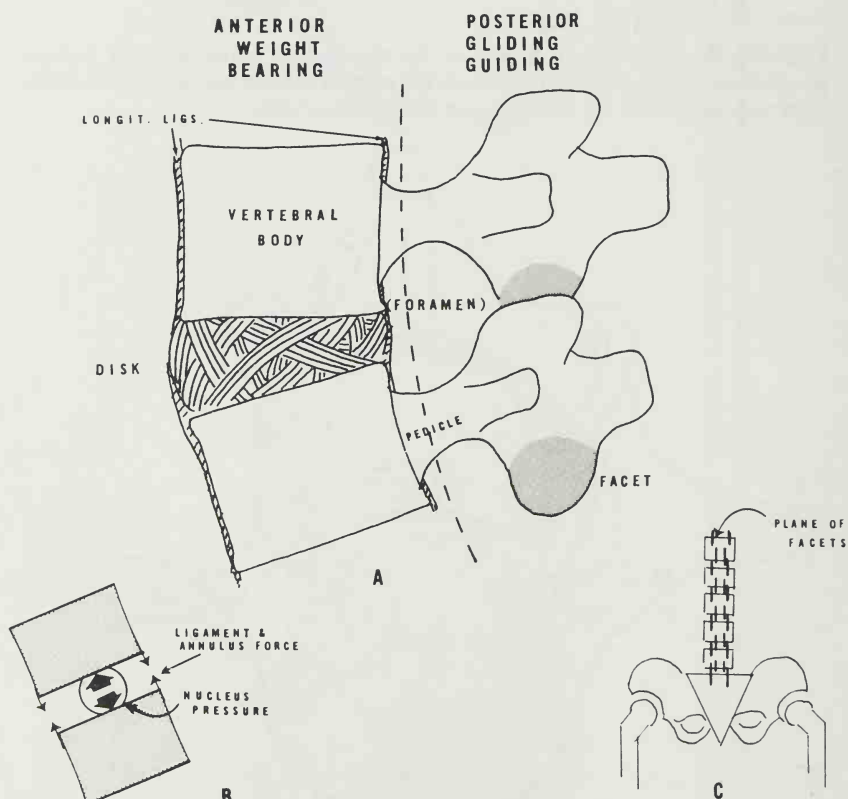 ANTERIOR
WEIGHT
BEARING
POSTERIOR
GLIDING
GUIDING
LONGIT. LIGS.
VERTEBRAL
BODY
(FORAMEN)
DISK
PEDICLE
FACET
A
PLANE OF
FACETS
LIGAMENT &
ANNULUS FORCE
NUCLEUS
PRESSURE
B
C